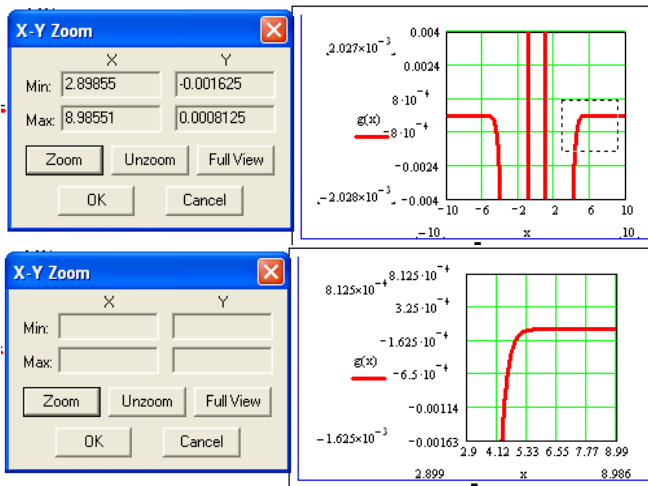 X-Y Zoom
X Y
Min: 2.89855 -0.001625
Max: 8.98551 0.0008125
Zoom Unzoom Full View
OK Cancel
2.027×10⁻³
g(x)
-2.028×10⁻³
0.004
0.0024
8·10⁻⁴
-8·10⁻⁴
-0.0024
-0.004
-10 -6 -2 2 6 10
-10 x 10
X-Y Zoom
X Y
Min:
Max:
Zoom Unzoom Full View
OK Cancel
8.125×10⁻⁴
g(x)
-1.625×10⁻³
8.125·10⁻⁴
3.25·10⁻⁴
-1.625·10⁻⁴
-6.5·10⁻⁴
-0.00114
-0.00163
2.9 4.12 5.33 6.55 7.77 8.99
2.899 x 8.986